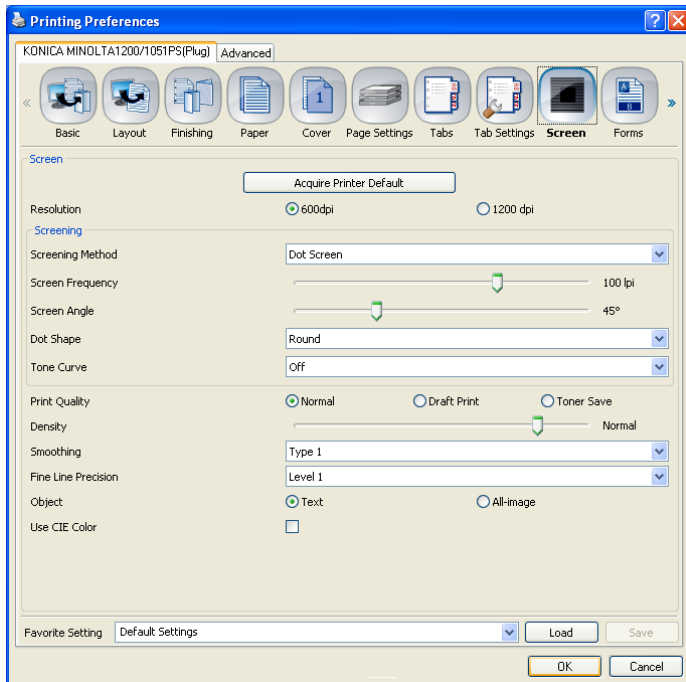 Printing Preferences
KONICA MINOLTA1200/1051PS(Plug) Advanced
« Basic Layout Finishing Paper Cover Page Settings Tabs Tab Settings Screen Forms »
Screen
Acquire Printer Default
Resolution 600dpi 1200 dpi
Screening
Screening Method Dot Screen
Screen Frequency 100 lpi
Screen Angle 45°
Dot Shape Round
Tone Curve Off
Print Quality Normal Draft Print Toner Save
Density Normal
Smoothing Type 1
Fine Line Precision Level 1
Object Text All-image
Use CIE Color
Favorite Setting Default Settings Load Save
OK Cancel